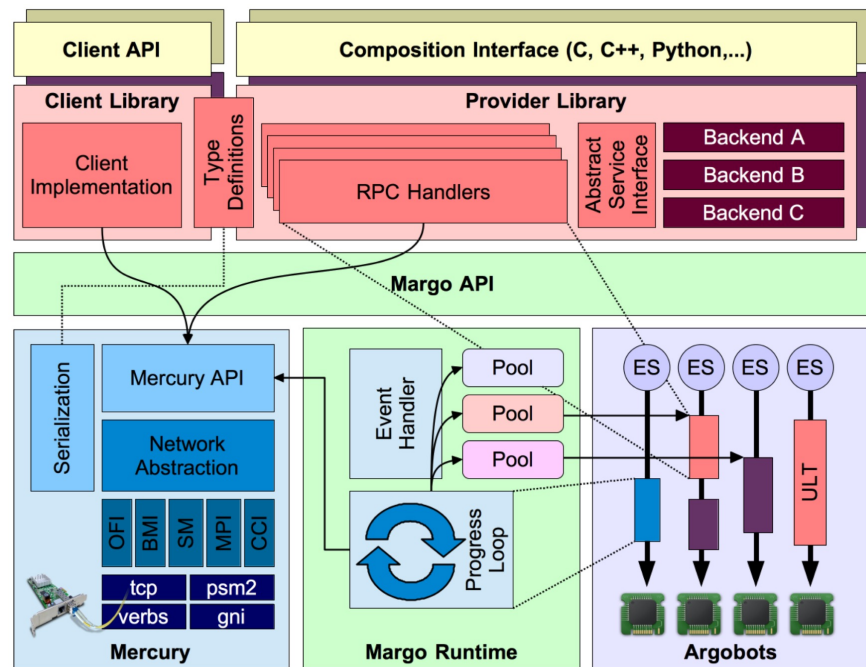 Client API
Composition Interface (C, C++, Python,...)
Client Library
Provider Library
Client
Implementation
Type
Definitions
RPC Handlers
Abstract
Service
Interface
Backend A
Backend B
Backend C
Margo API
Serialization
Mercury API
Network
Abstraction
OFI
BMI
SM
MPI
CCI
tcp
psm2
verbs
gni
Mercury
Event
Handler
Pool
Pool
Pool
Progress
Loop
Margo Runtime
ES
ES
ES
ES
ULT
Argobots